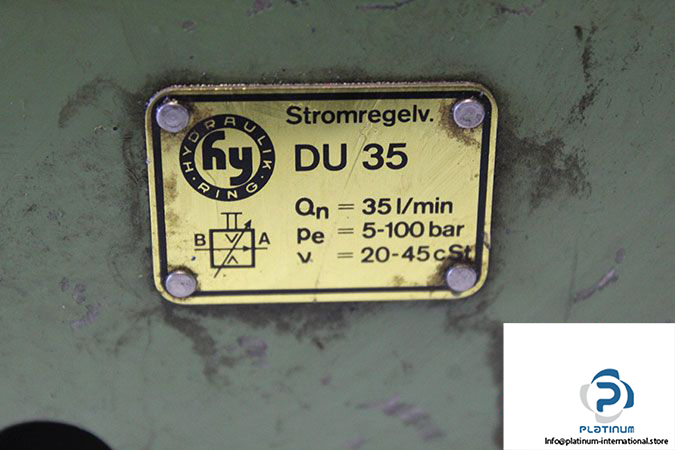 HYDRAULIK RING
hy
Stromregelv.
DU 35
Qn = 35 l/min
pe = 5-100 bar
ν = 20-45 cSt
B A
P
PLATINUM
Info@platinum-international.store